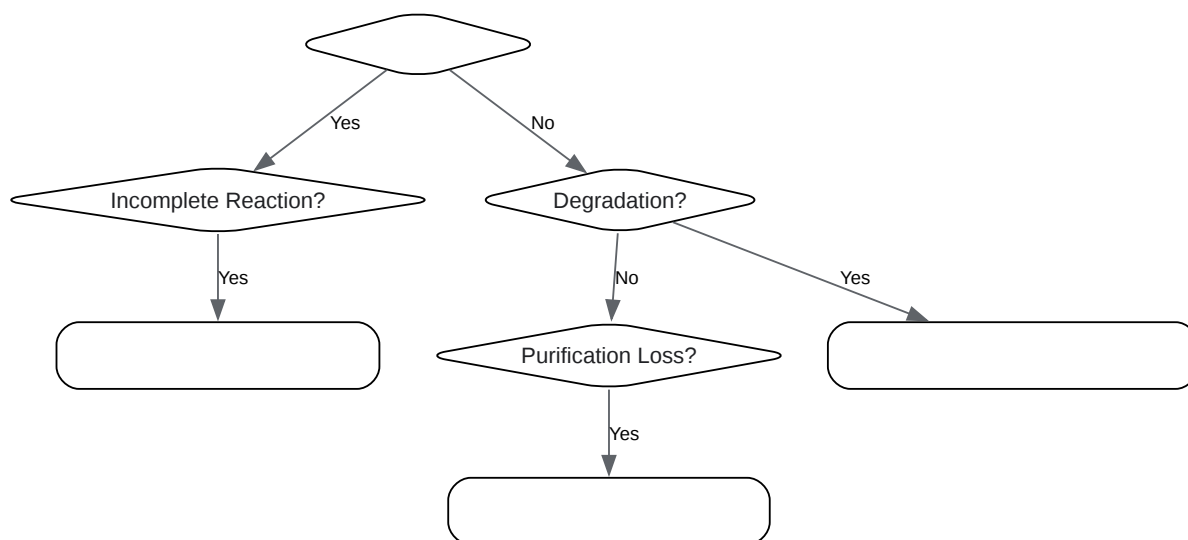 Yes
No
Incomplete Reaction?
Degradation?
Yes
No
Yes
Purification Loss?
Yes